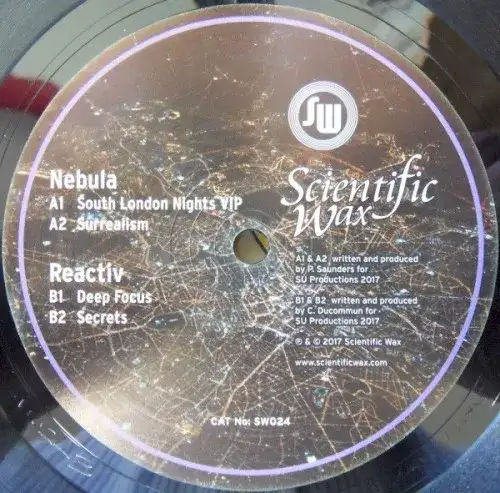 SW
Scientific
Wax
Nebula
A1 South London Nights VIP
A2 Surrealism
Reactiv
B1 Deep Focus
B2 Secrets
A1 & A2 written and produced
by P. Saunders for
SU Productions 2017
B1 & B2 written and produced
by C. Ducommun for
SU Productions 2017
℗ & © 2017 Scientific Wax
www.scientificwax.com
CAT No: SW024